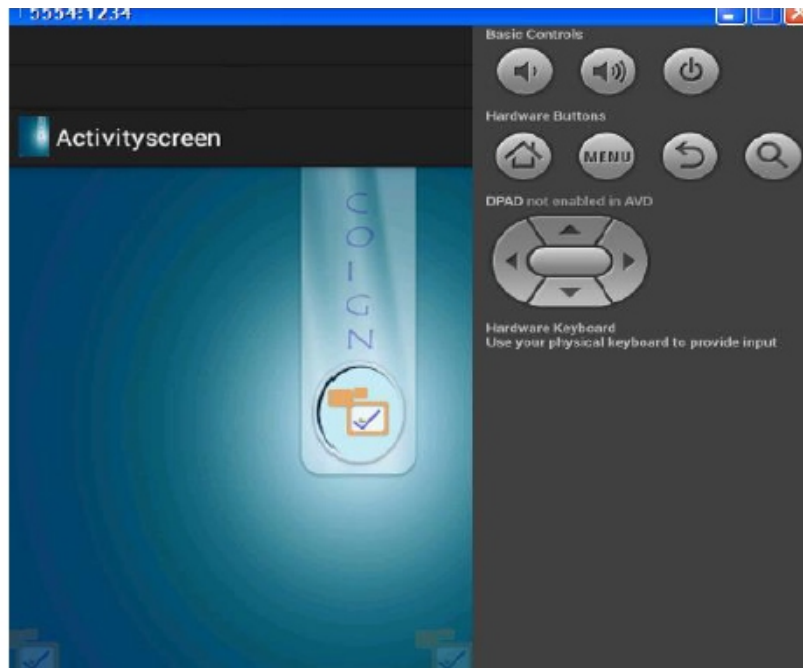 5554:1234
Basic Controls
Hardware Buttons
Activityscreen
MENU
DPAD not enabled in AVD
C
O
I
G
N
Hardware Keyboard
Use your physical keyboard to provide input